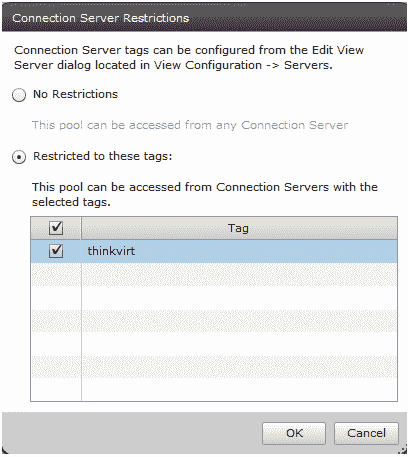 Connection Server Restrictions
Connection Server tags can be configured from the Edit View
Server dialog located in View Configuration -> Servers.
No Restrictions
This pool can be accessed from any Connection Server
Restricted to these tags:
This pool can be accessed from Connection Servers with the
selected tags.
Tag
thinkvirt
OK
Cancel